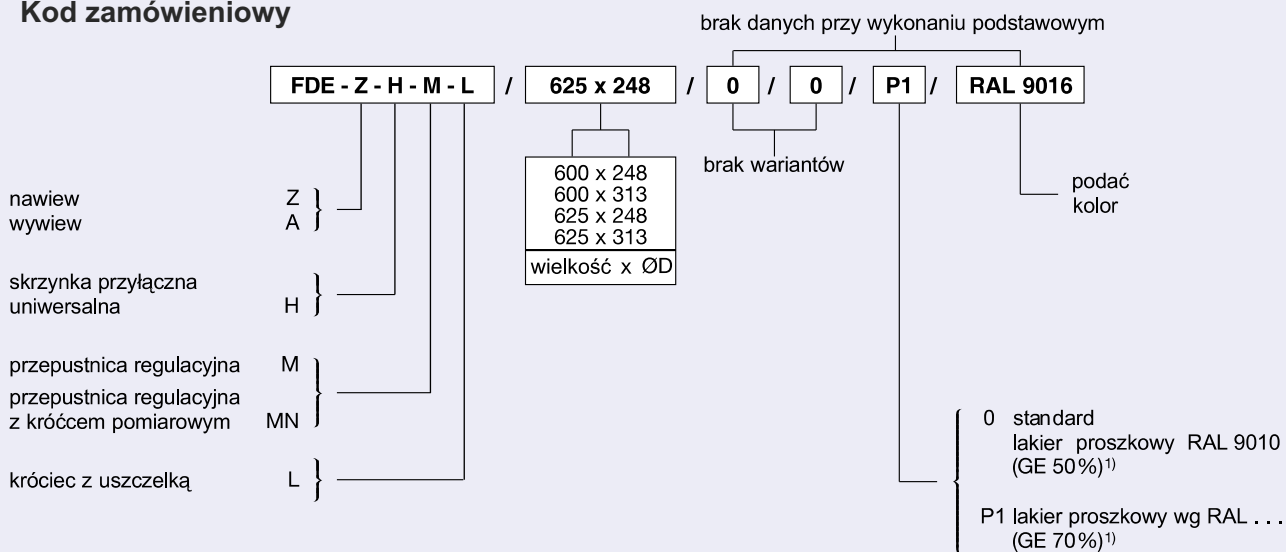 Kod zamówieniowy
brak danych przy wykonaniu podstawowym
FDE - Z - H - M - L / 625 x 248 / 0 / 0 / P1 / RAL 9016
600 x 248
600 x 313
625 x 248
625 x 313
wielkość x ØD
brak wariantów
podać
kolor
nawiew Z
wywiew A
skrzynka przyłączna
uniwersalna H
przepustnica regulacyjna M
przepustnica regulacyjna
z króćcem pomiarowym MN
króciec z uszczelką L
0 standard
lakier proszkowy RAL 9010
(GE 50%)1)
P1 lakier proszkowy wg RAL . . .
(GE 70%)1)